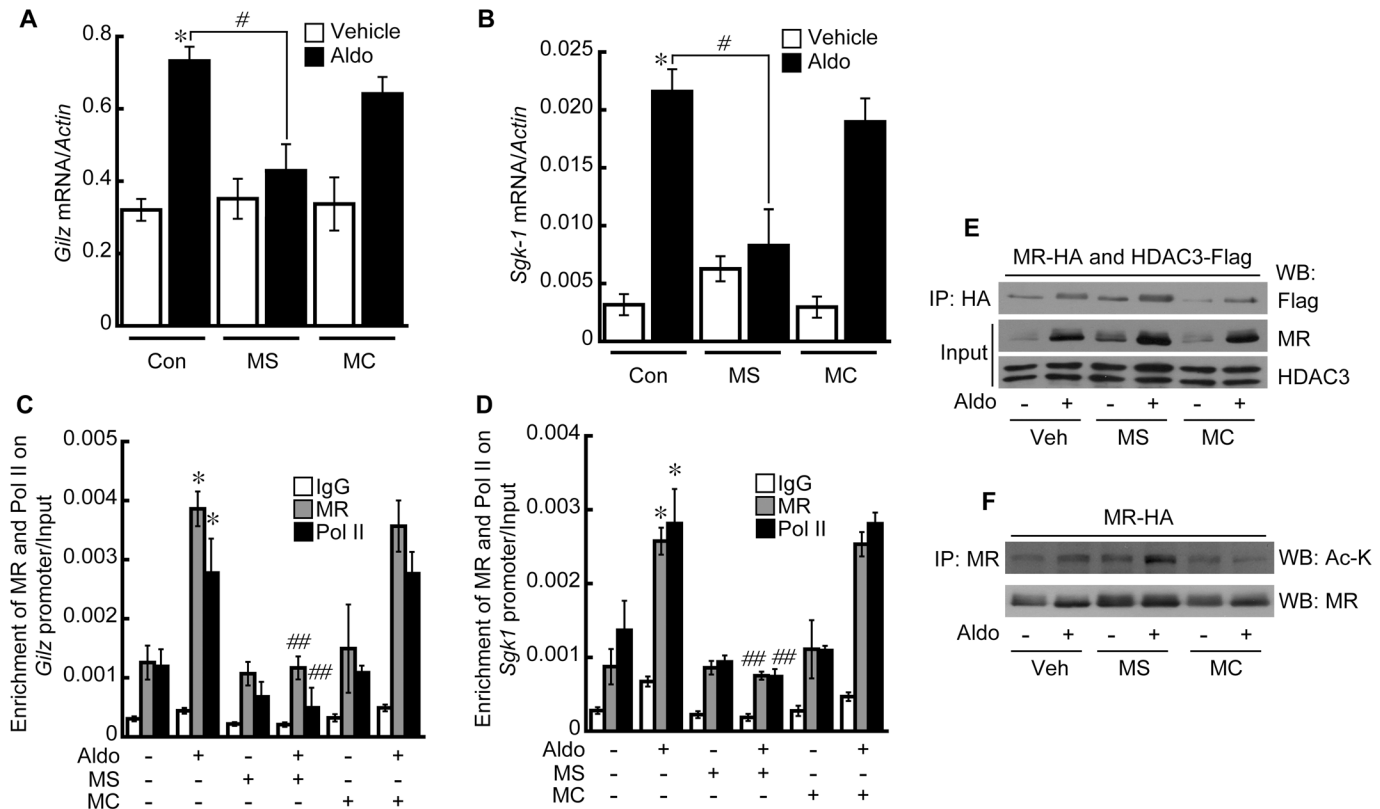 A
Gilz mRNA/Actin
0.8
0.6
0.4
0.2
0
*
#
Vehicle
Aldo
Con MS MC
B
Sgk-1 mRNA/Actin
0.025
0.020
0.015
0.010
0.005
0
*
#
Vehicle
Aldo
Con MS MC
C
Enrichment of MR and Pol II on
Gilz promoter/Input
0.005
0.004
0.003
0.002
0.001
0
*
*
##
##
IgG
MR
Pol II
Aldo - + - + - +
MS - - + + - -
MC - - - - + +
D
Enrichment of MR and Pol II on
Sgk1 promoter/Input
0.004
0.003
0.002
0.001
0
*
*
## ##
IgG
MR
Pol II
- + - + - +
- - + + - -
- - - - + +
E
MR-HA and HDAC3-Flag
WB:
IP: HA Flag
Input MR
HDAC3
Aldo - + - + - +
Veh MS MC
F
MR-HA
IP: MR WB: Ac-K
WB: MR
Aldo - + - + - +
Veh MS MC